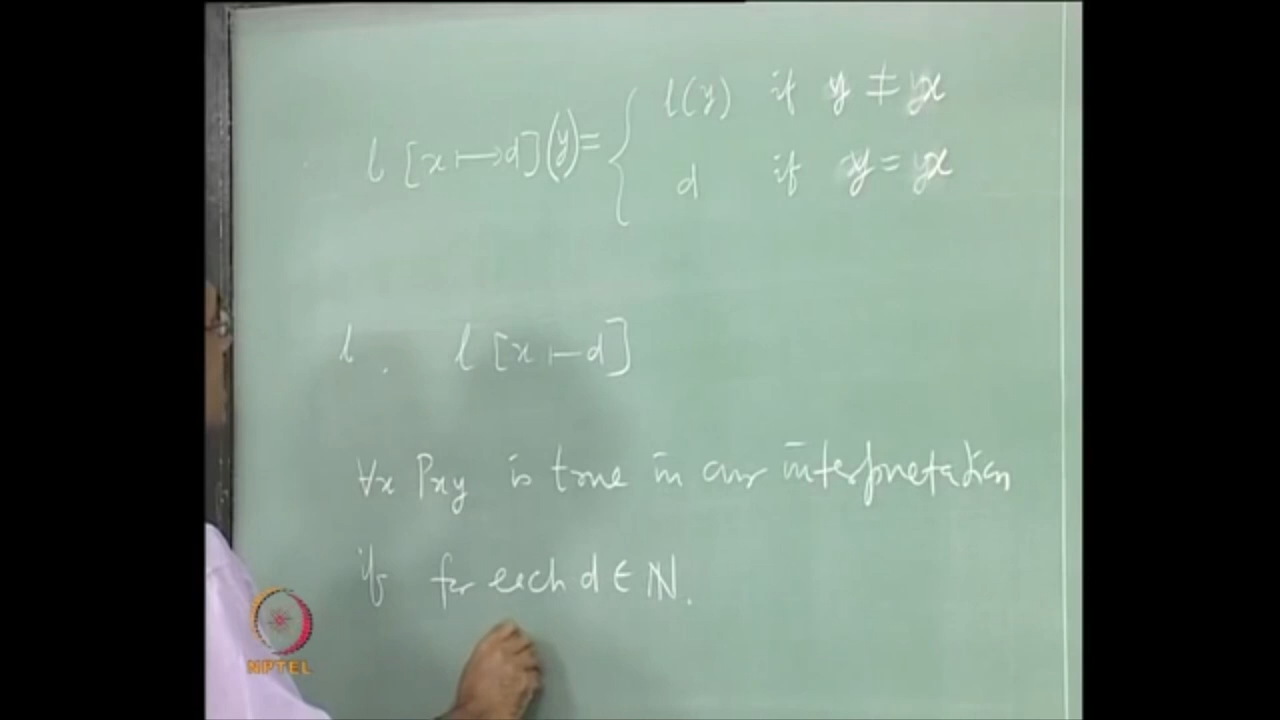 l [x ↦ d](y) = { l(y) if y ≠ x
d if y = x
l . l [x ↦ d]
∀x Pxy is true in our interpretation
if for each d ∈ ℕ.
NPTEL